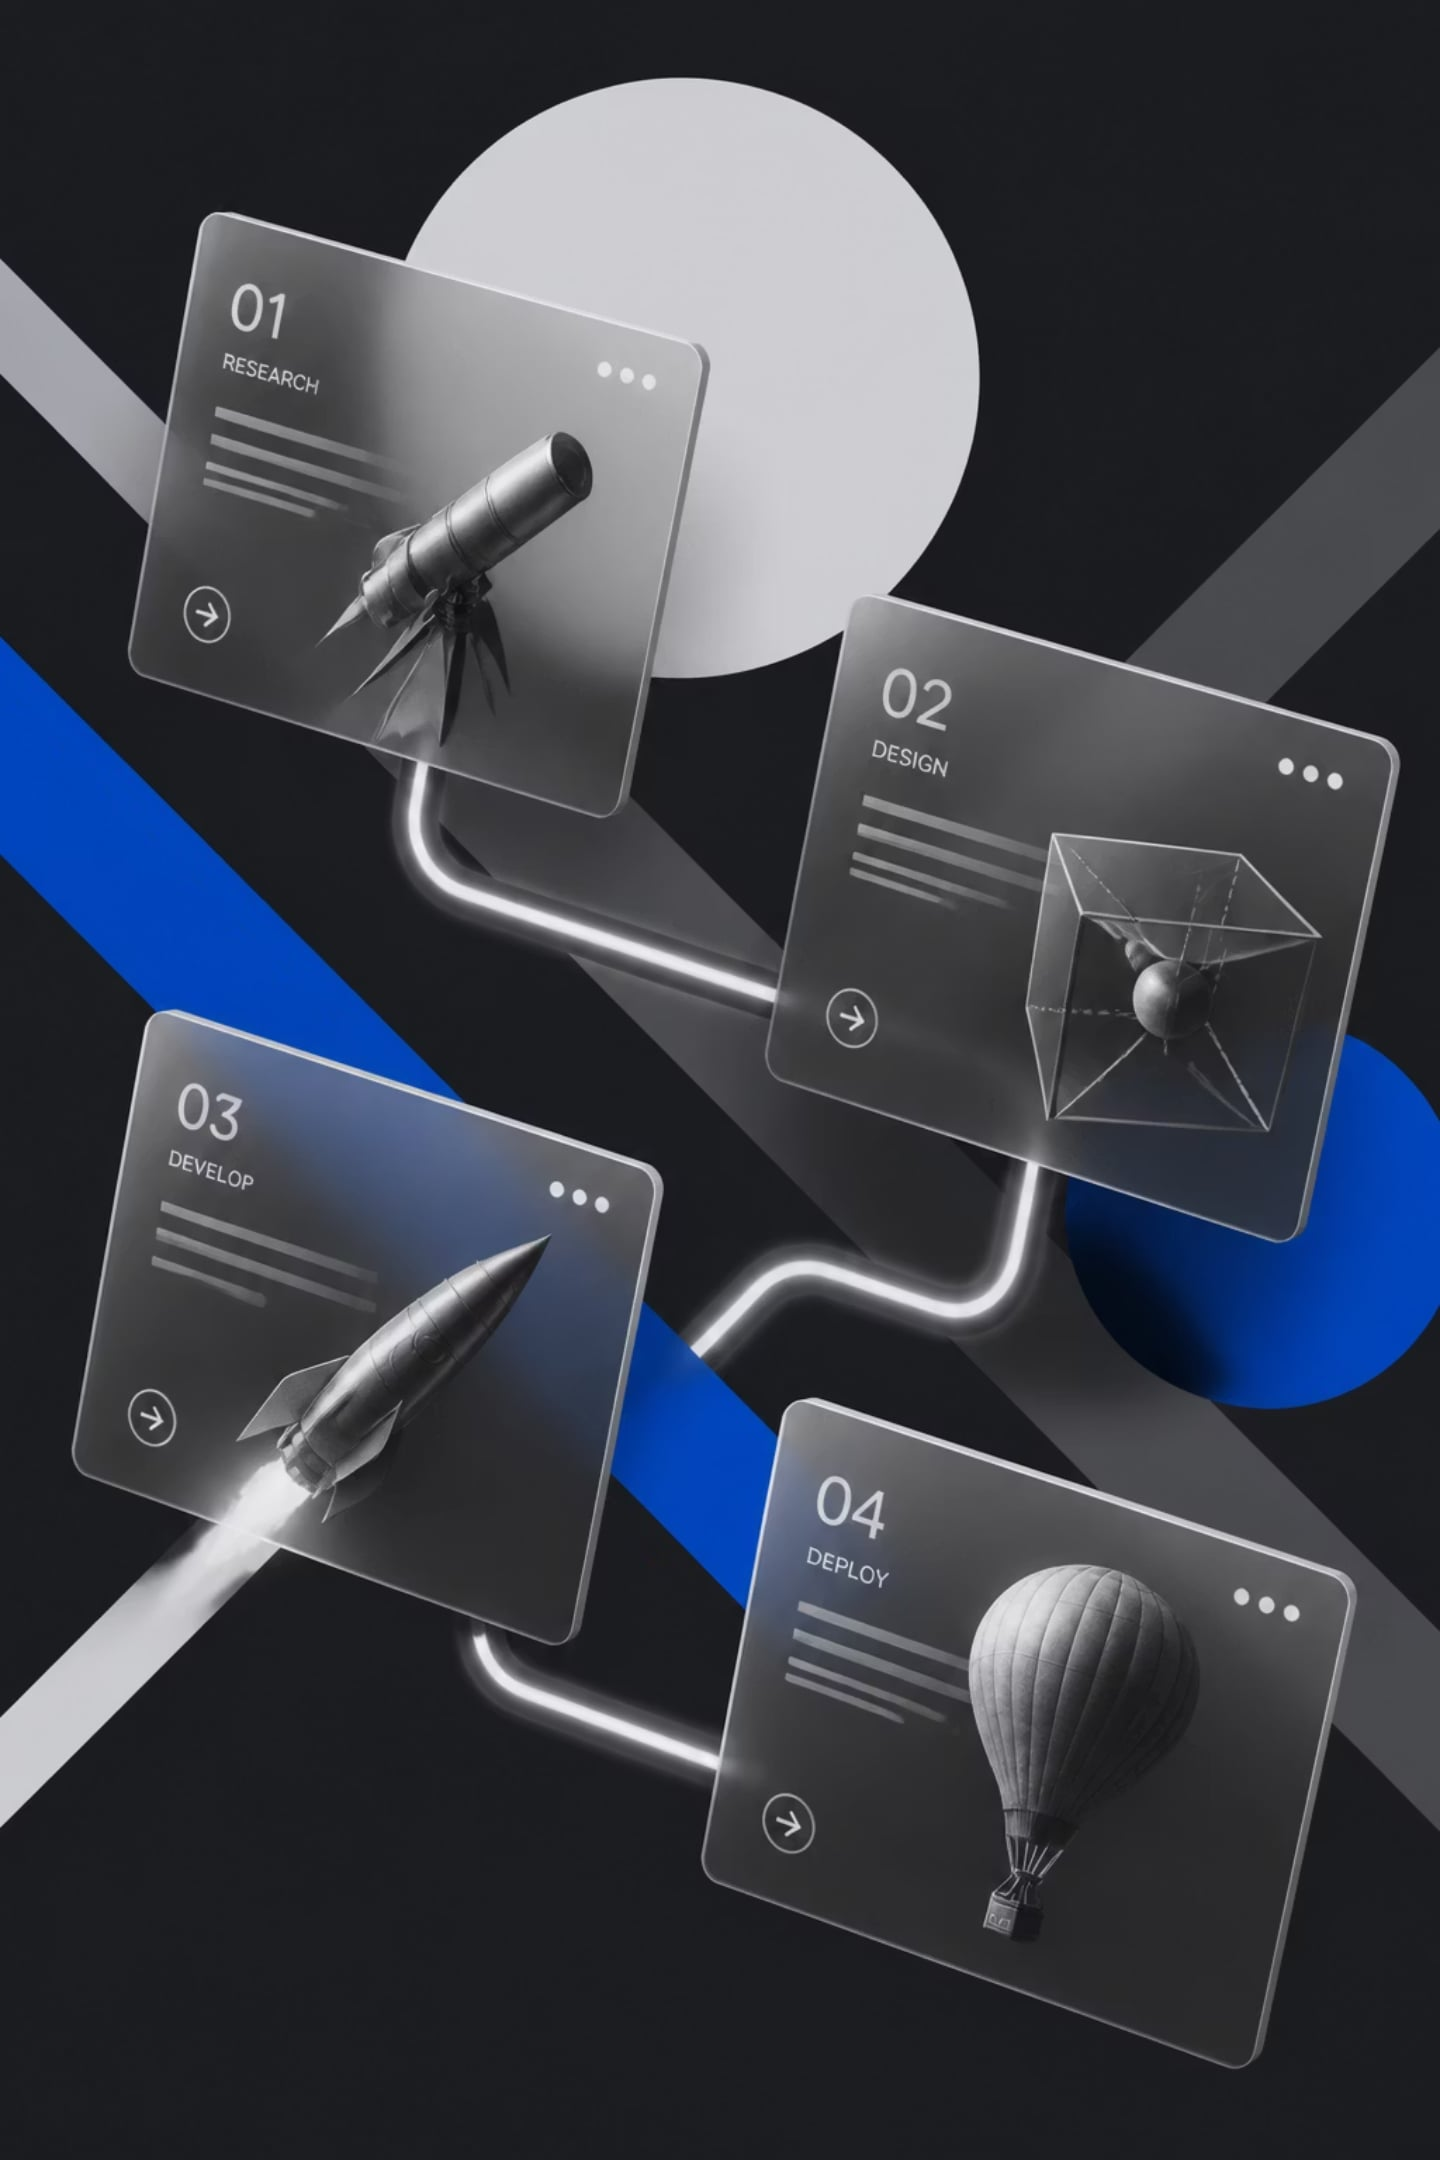 01
RESEARCH
02
DESIGN
03
DEVELOP
04
DEPLOY